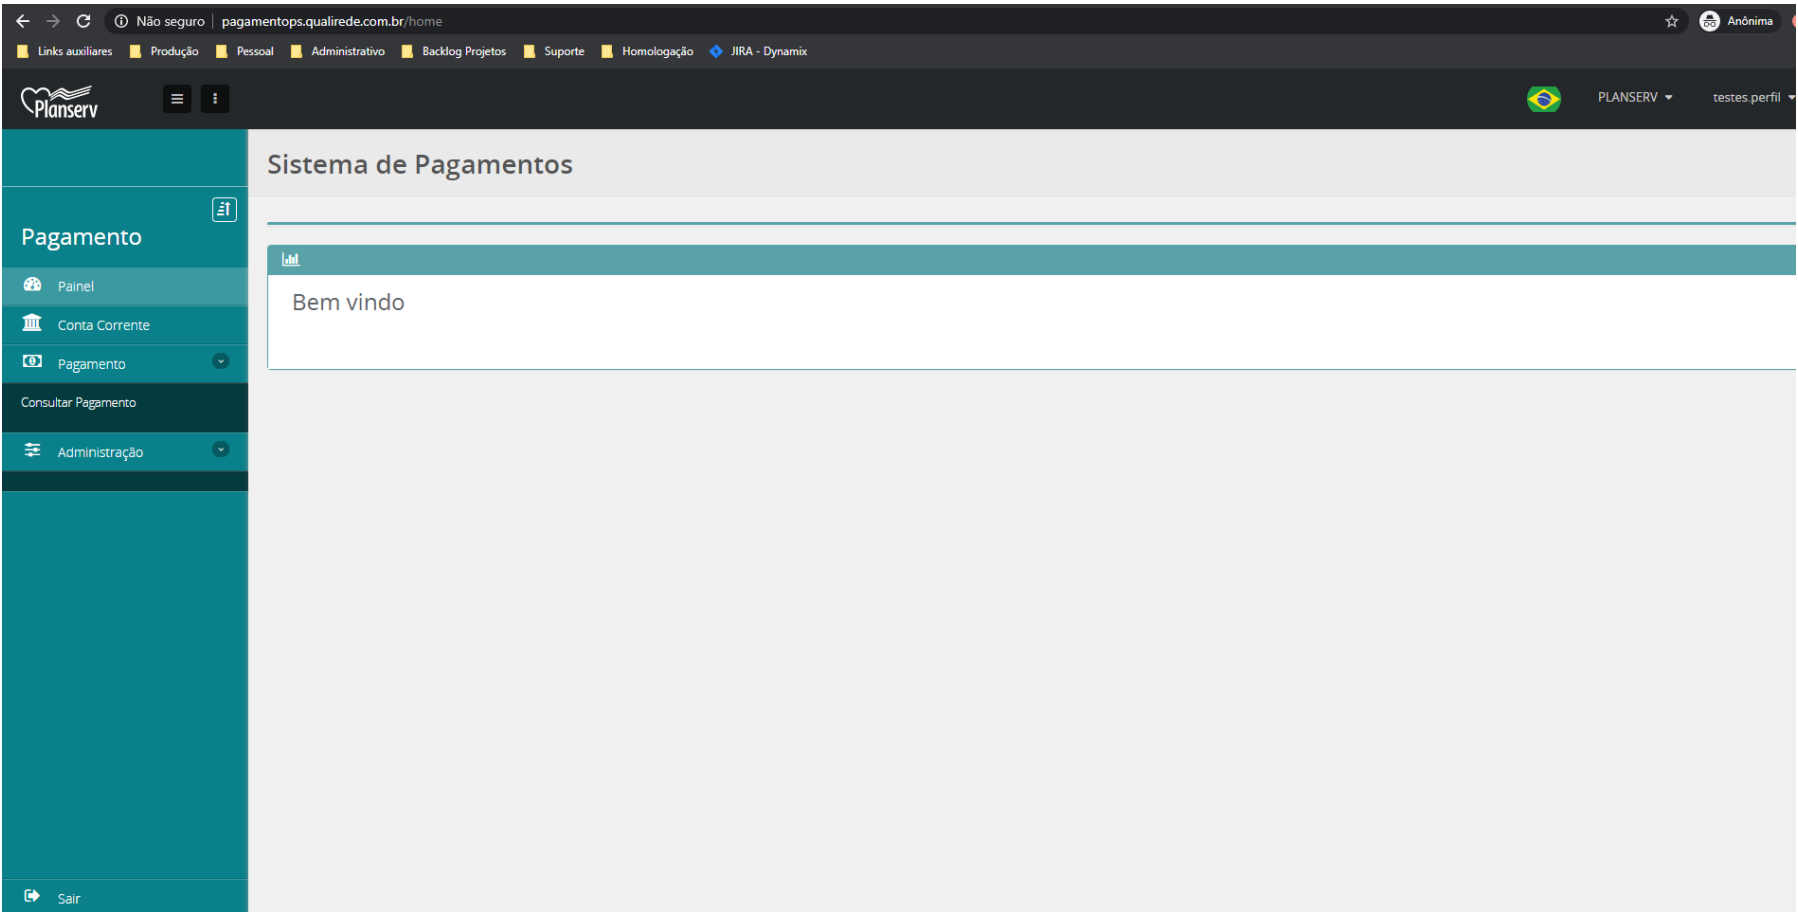 Não seguro | pagamentops.qualirede.com.br/home
Anônima
Links auxiliares Produção Pessoal Administrativo Backlog Projetos Suporte Homologação JIRA - Dynamix
Planserv
PLANSERV
testes.perfil
Sistema de Pagamentos
Pagamento
Bem vindo
Painel
Conta Corrente
Pagamento
Consultar Pagamento
Administração
Sair